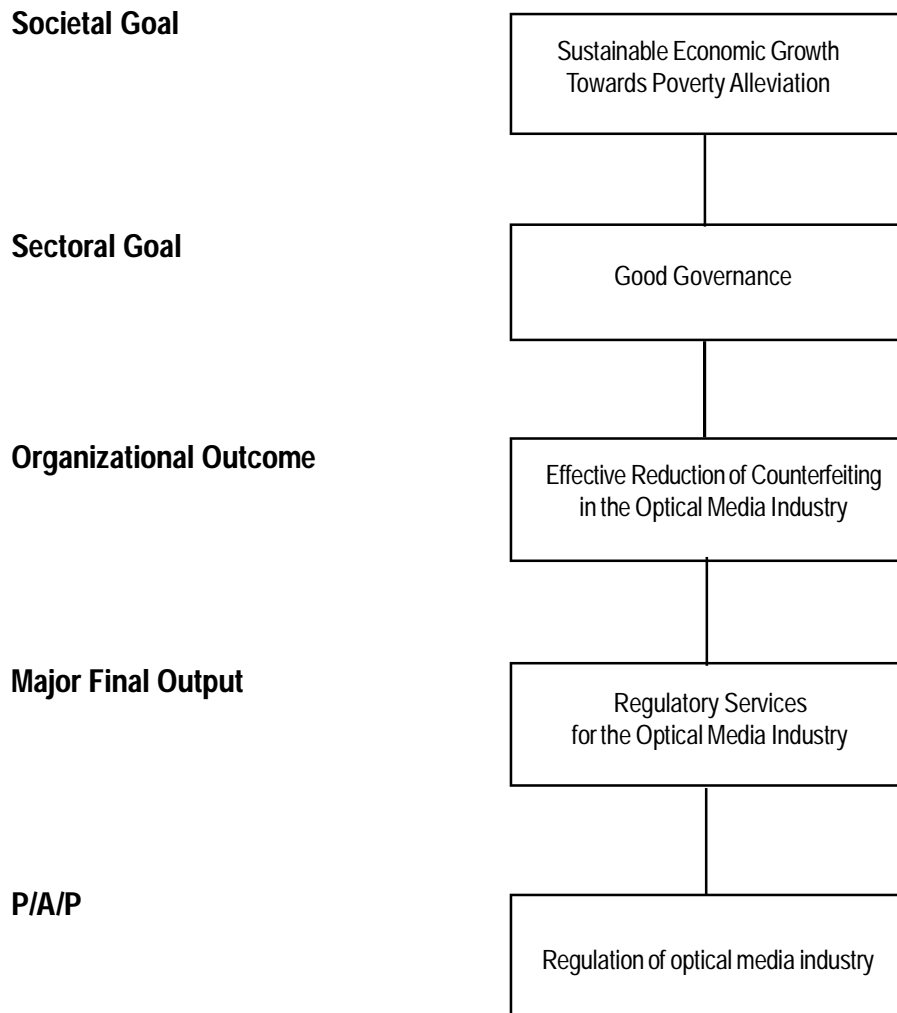 Societal Goal
Sustainable Economic Growth
Towards Poverty Alleviation
Sectoral Goal
Good Governance
Organizational Outcome
Effective Reduction of Counterfeiting
in the Optical Media Industry
Major Final Output
Regulatory Services
for the Optical Media Industry
P/A/P
Regulation of optical media industry